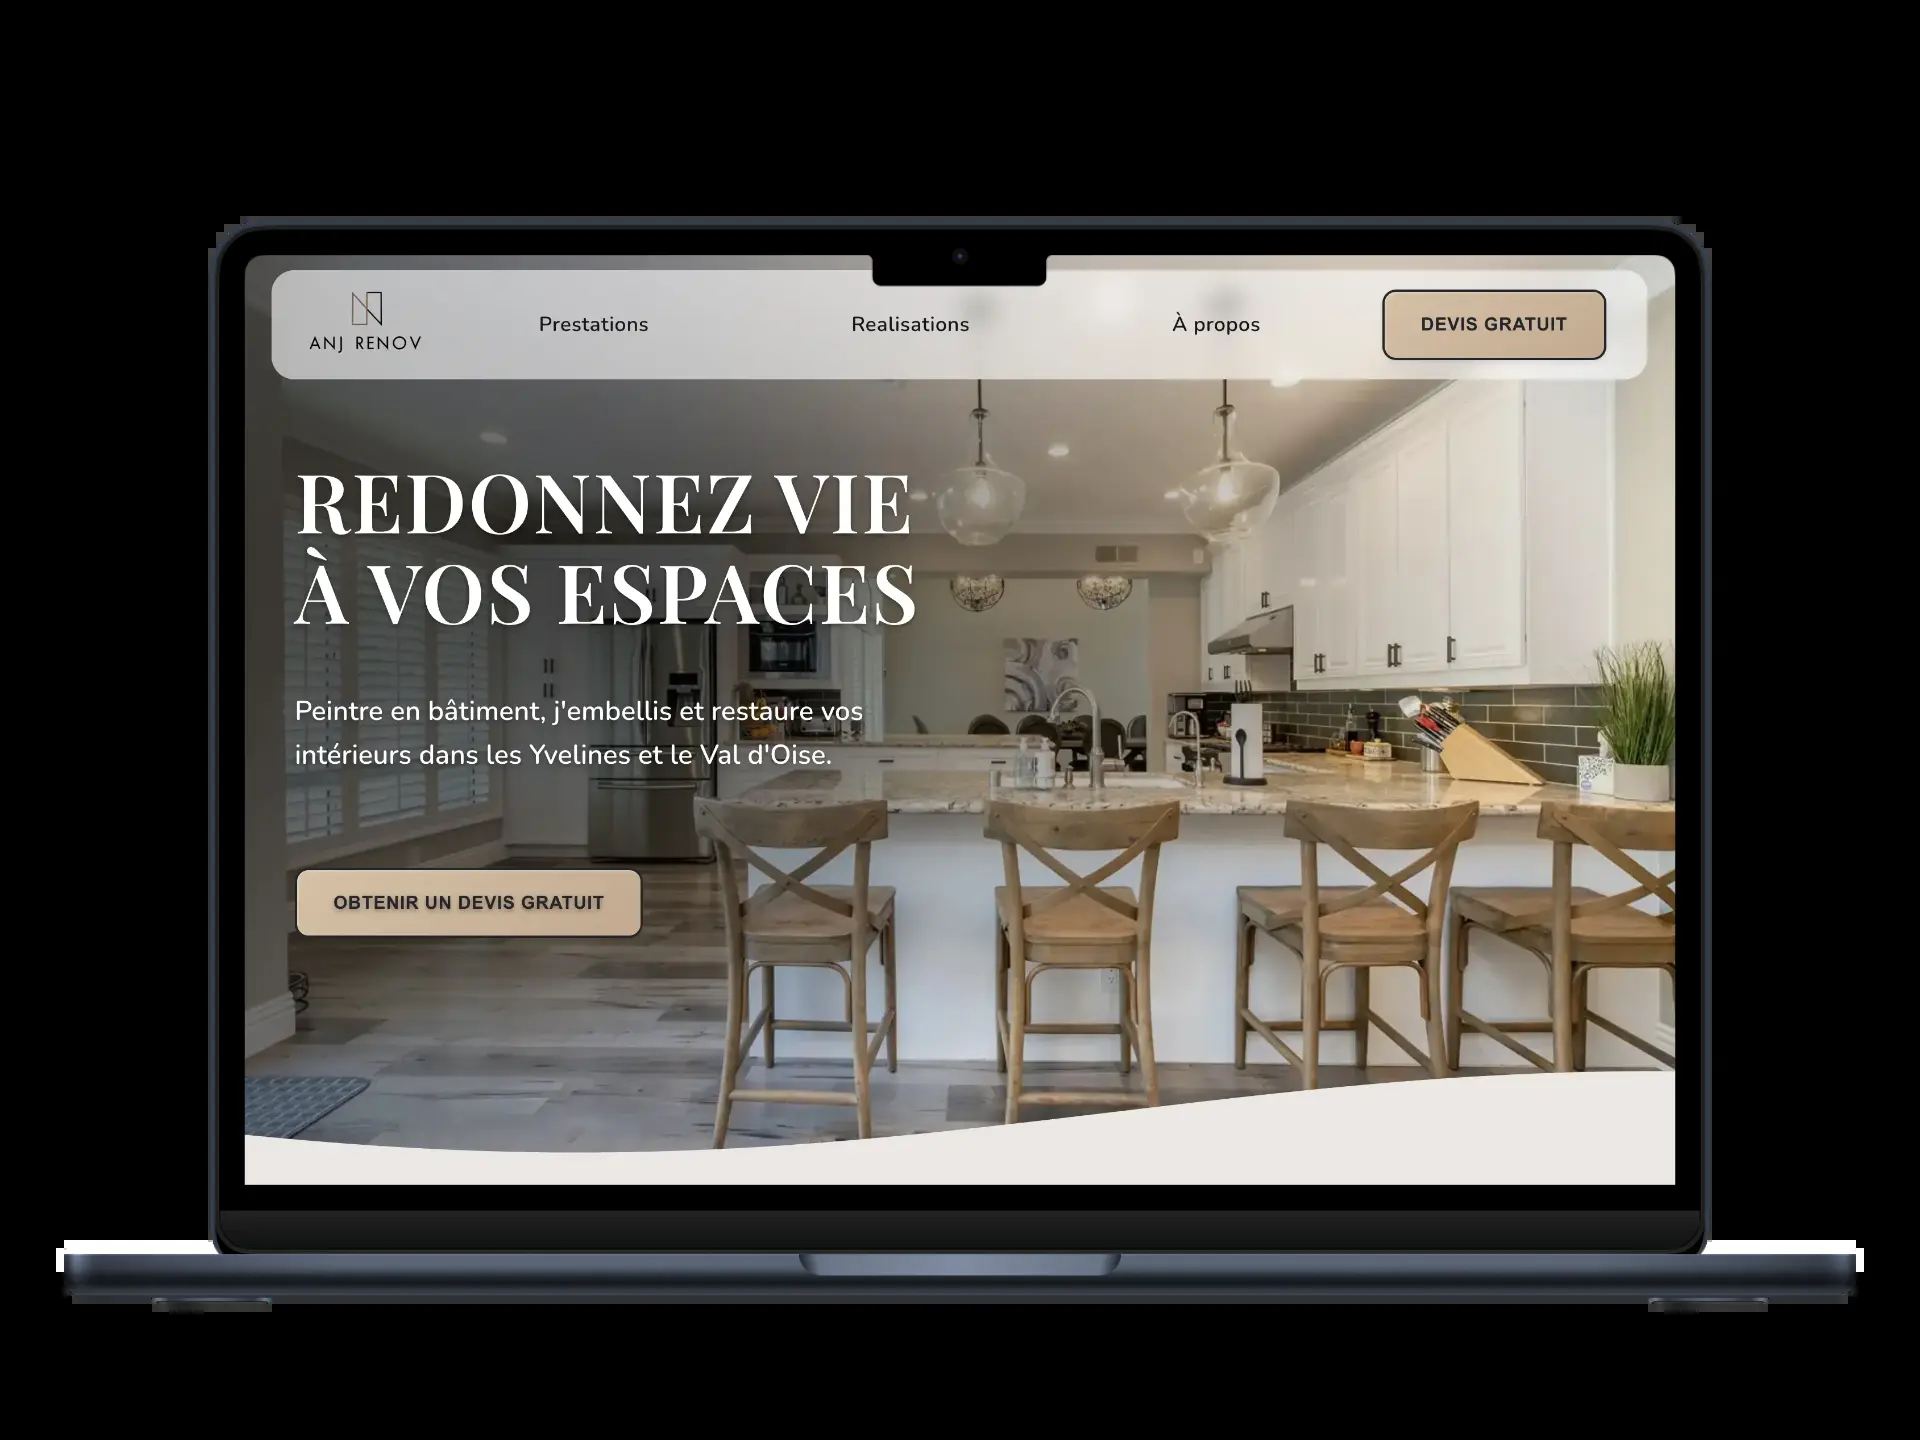 ANJ RENOV
Prestations
Realisations
À propos
DEVIS GRATUIT
REDONNEZ VIE
À VOS ESPACES
Peintre en bâtiment, j'embellis et restaure vos
intérieurs dans les Yvelines et le Val d'Oise.
OBTENIR UN DEVIS GRATUIT